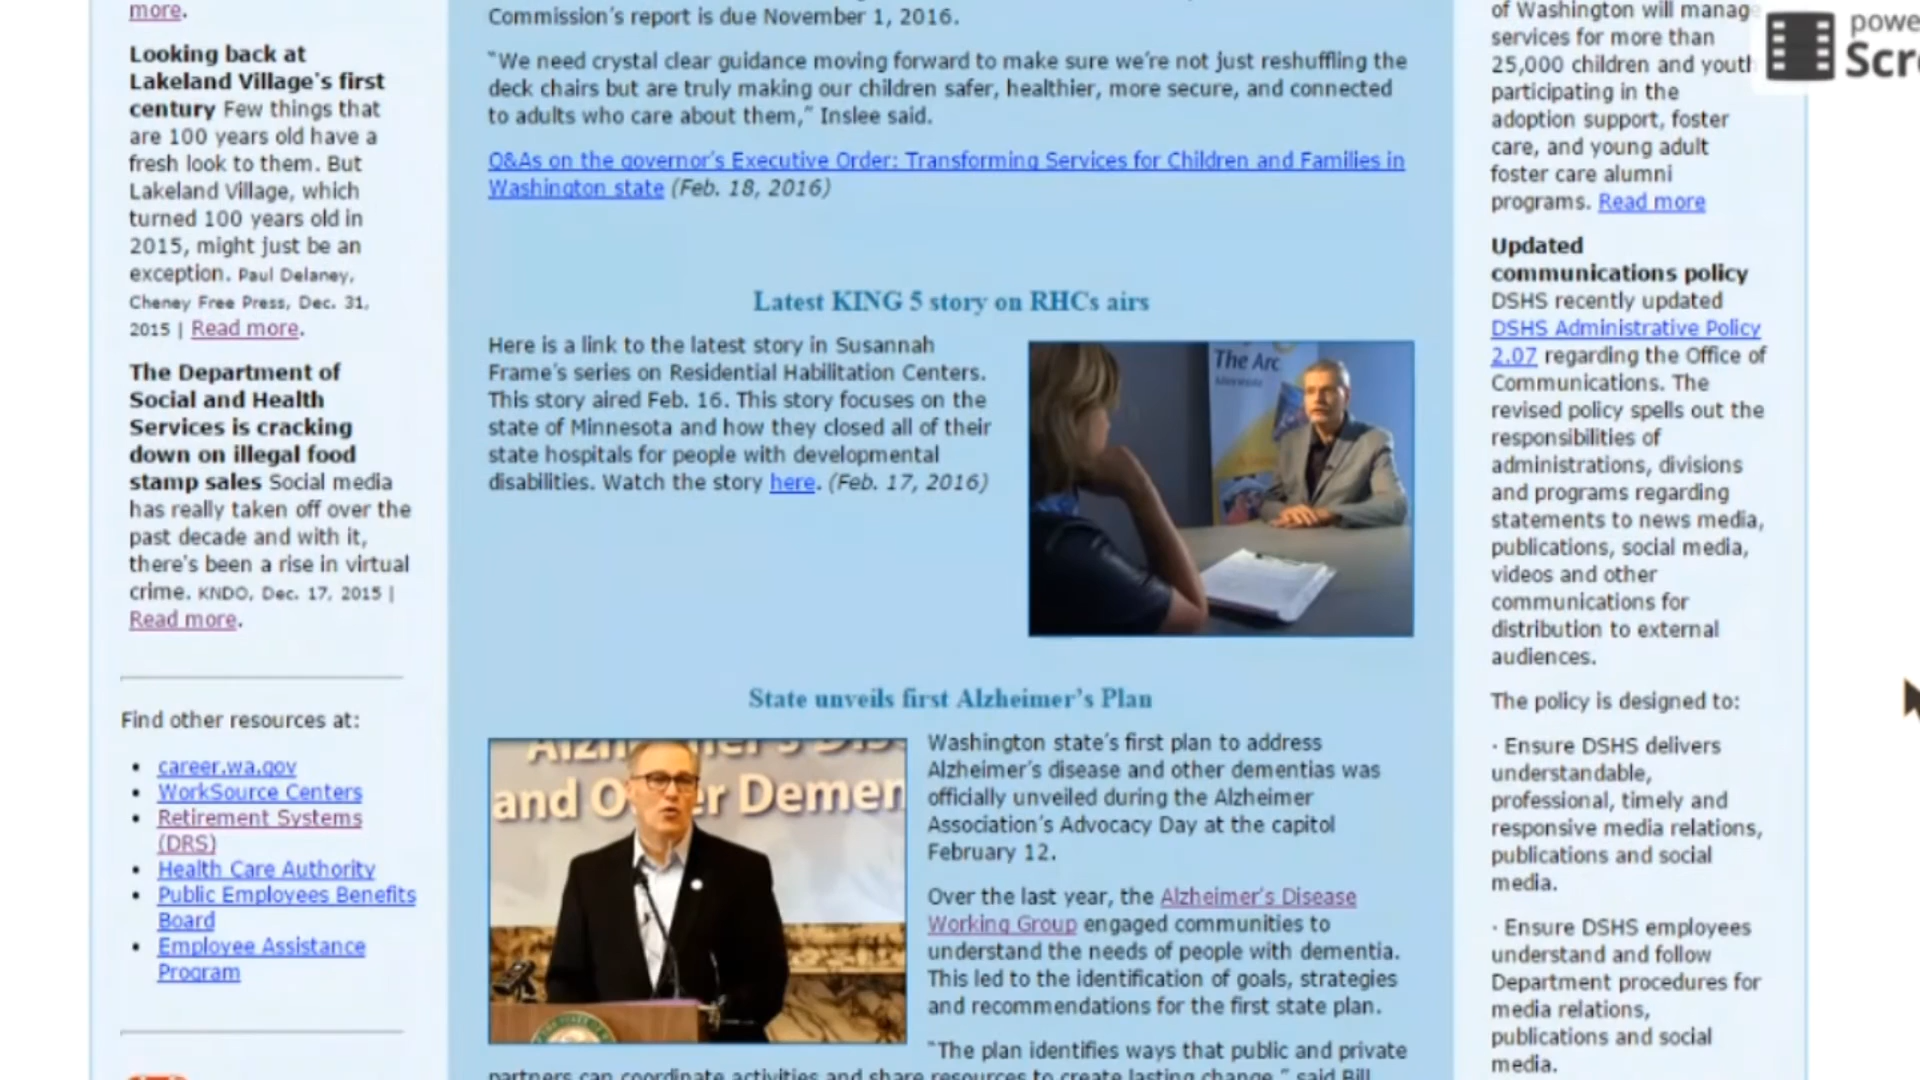 more.
Looking back at
Lakeland Village's first
century Few things that
are 100 years old have a
fresh look to them. But
Lakeland Village, which
turned 100 years old in
2015, might just be an
exception. Paul Delaney,
Cheney Free Press, Dec. 31,
2015 | Read more.
The Department of
Social and Health
Services is cracking
down on illegal food
stamp sales Social media
has really taken off over the
past decade and with it,
there's been a rise in virtual
crime. KNDO, Dec. 17, 2015 |
Read more.
Find other resources at:
• career.wa.gov
• WorkSource Centers
• Retirement Systems
(DRS)
• Health Care Authority
• Public Employees Benefits
Board
• Employee Assistance
Program
Commission's report is due November 1, 2016.
"We need crystal clear guidance moving forward to make sure we're not just reshuffling the
deck chairs but are truly making our children safer, healthier, more secure, and connected
to adults who care about them," Inslee said.
Q&As on the governor's Executive Order: Transforming Services for Children and Families in
Washington state (Feb. 18, 2016)
Latest KING 5 story on RHCs airs
Here is a link to the latest story in Susannah
Frame's series on Residential Habilitation Centers.
This story aired Feb. 16. This story focuses on the
state of Minnesota and how they closed all of their
state hospitals for people with developmental
disabilities. Watch the story here. (Feb. 17, 2016)
The Arc
State unveils first Alzheimer's Plan
and Other Demen
Washington state's first plan to address
Alzheimer's disease and other dementias was
officially unveiled during the Alzheimer
Association's Advocacy Day at the capitol
February 12.
Over the last year, the Alzheimer's Disease
Working Group engaged communities to
understand the needs of people with dementia.
This led to the identification of goals, strategies
and recommendations for the first state plan.
"The plan identifies ways that public and private
partners can coordinate activities and share resources to create lasting change," said Bill
of Washington will manage
services for more than
25,000 children and youth
participating in the
adoption support, foster
care, and young adult
foster care alumni
programs. Read more
Updated
communications policy
DSHS recently updated
DSHS Administrative Policy
2.07 regarding the Office of
Communications. The
revised policy spells out the
responsibilities of
administrations, divisions
and programs regarding
statements to news media,
publications, social media,
videos and other
communications for
distribution to external
audiences.
The policy is designed to:
· Ensure DSHS delivers
understandable,
professional, timely and
responsive media relations,
publications and social
media.
· Ensure DSHS employees
understand and follow
Department procedures for
media relations,
publications and social
media.
powe
Scr